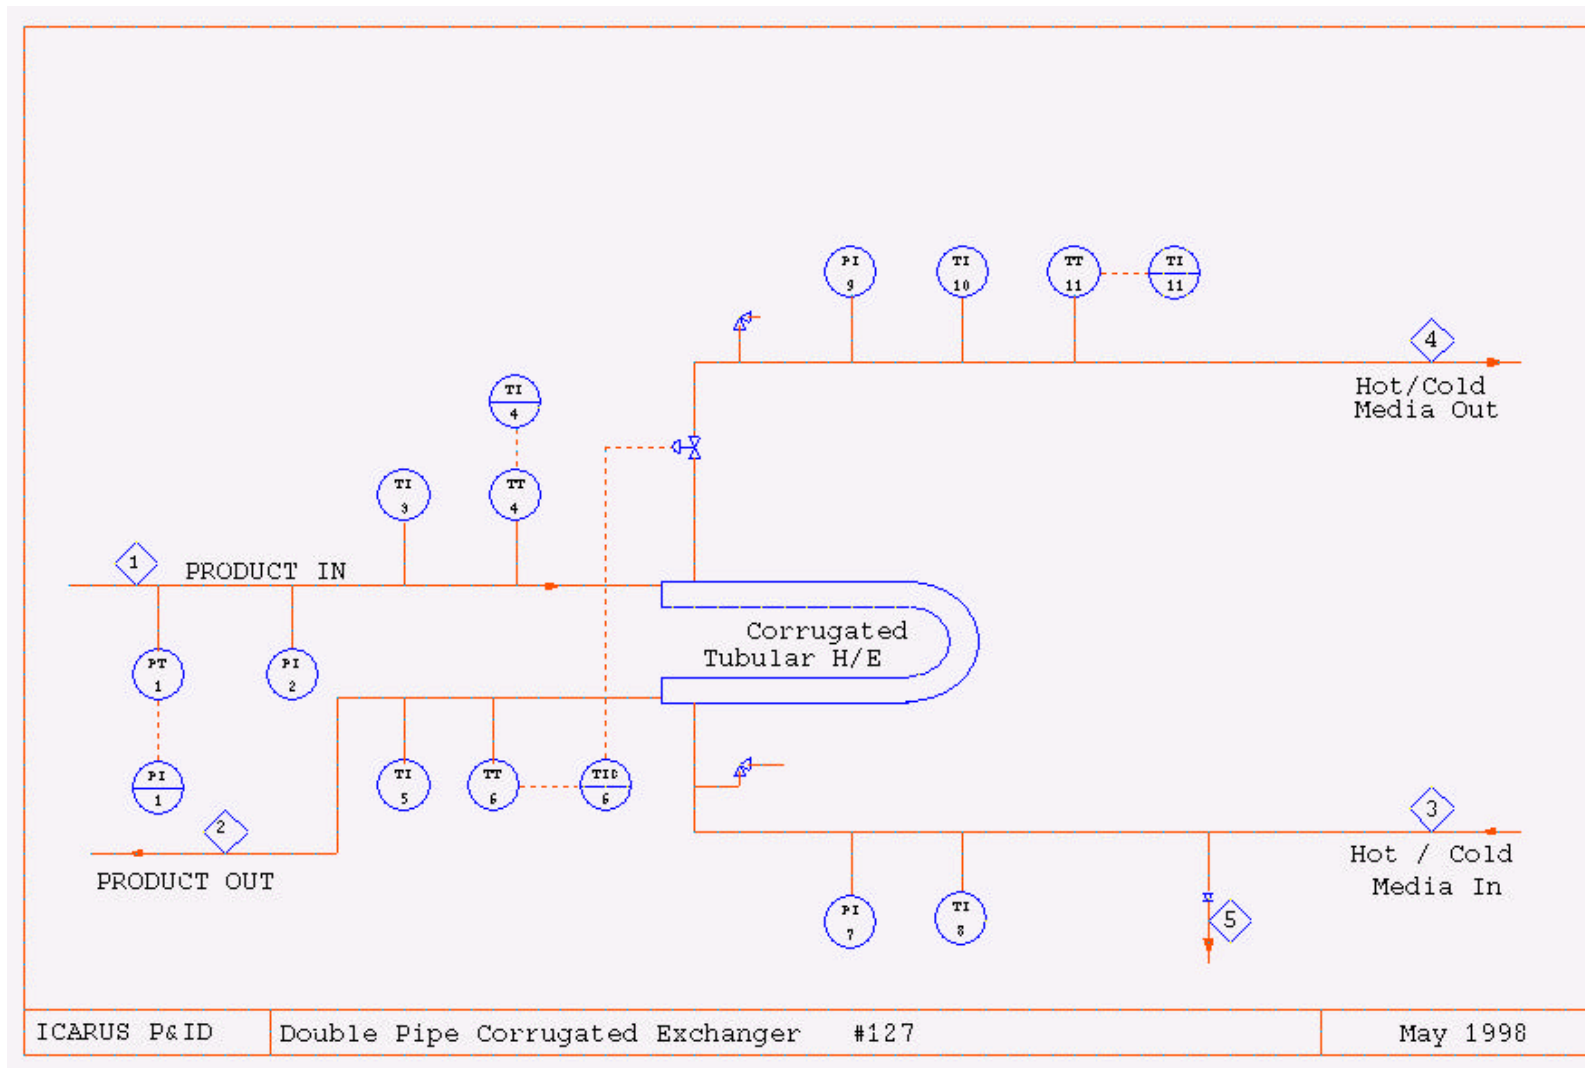 PI
9
TI
10
TT
11
TI
11
4
Hot/Cold
Media Out
TI
4
TI
3
TT
4
1
PRODUCT IN
Corrugated
Tubular H/E
PT
1
PI
2
PI
1
TI
5
TT
6
TIC
6
2
PRODUCT OUT
3
Hot / Cold
Media In
PI
7
TI
8
5
ICARUS P&ID
Double Pipe Corrugated Exchanger #127
May 1998